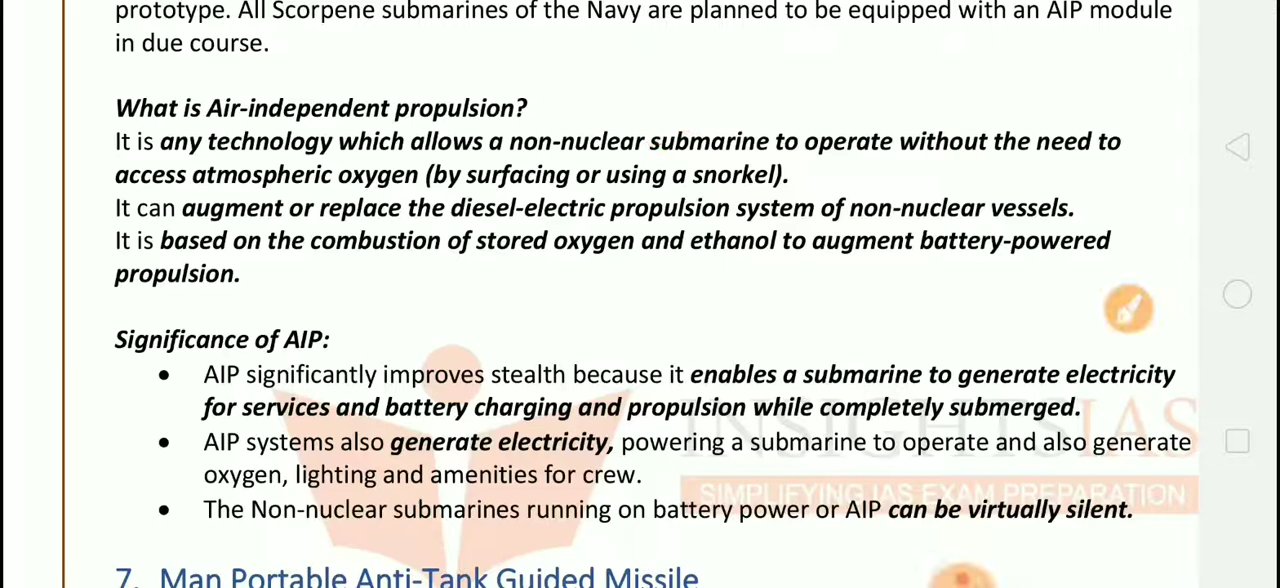 prototype. All Scorpene submarines of the Navy are planned to be equipped with an AIP module
in due course.
What is Air-independent propulsion?
It is any technology which allows a non-nuclear submarine to operate without the need to
access atmospheric oxygen (by surfacing or using a snorkel).
It can augment or replace the diesel-electric propulsion system of non-nuclear vessels.
It is based on the combustion of stored oxygen and ethanol to augment battery-powered
propulsion.
Significance of AIP:
• AIP significantly improves stealth because it enables a submarine to generate electricity
for services and battery charging and propulsion while completely submerged.
• AIP systems also generate electricity, powering a submarine to operate and also generate
oxygen, lighting and amenities for crew.
• The Non-nuclear submarines running on battery power or AIP can be virtually silent.
INSIGHTSIAS
SIMPLIFYING IAS EXAM PREPARATION
7. Man Portable Anti-Tank Guided Missile